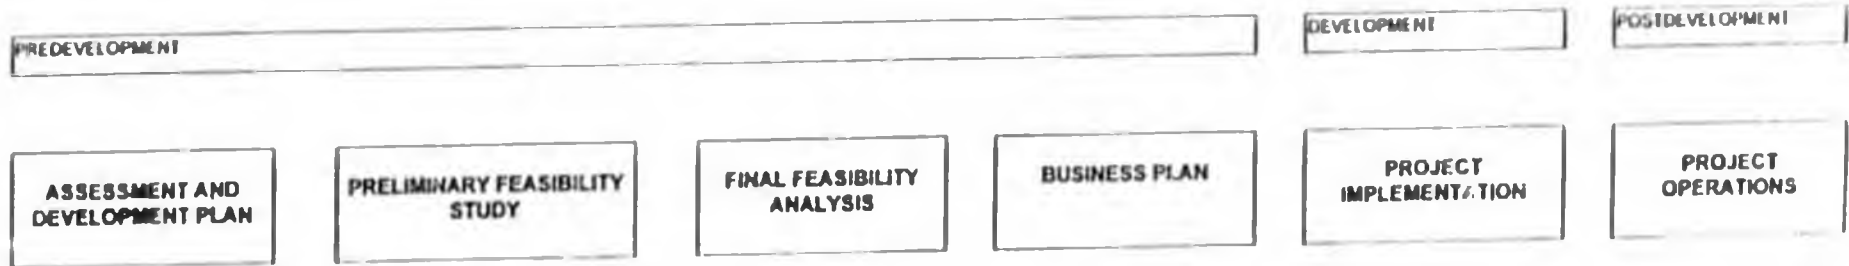 PREDEVELOPMENT
DEVELOPMENT
POSTDEVELOPMENT
ASSESSMENT AND
DEVELOPMENT PLAN
PRELIMINARY FEASIBILITY
STUDY
FINAL FEASIBILITY
ANALYSIS
BUSINESS PLAN
PROJECT
IMPLEMENTATION
PROJECT
OPERATIONS